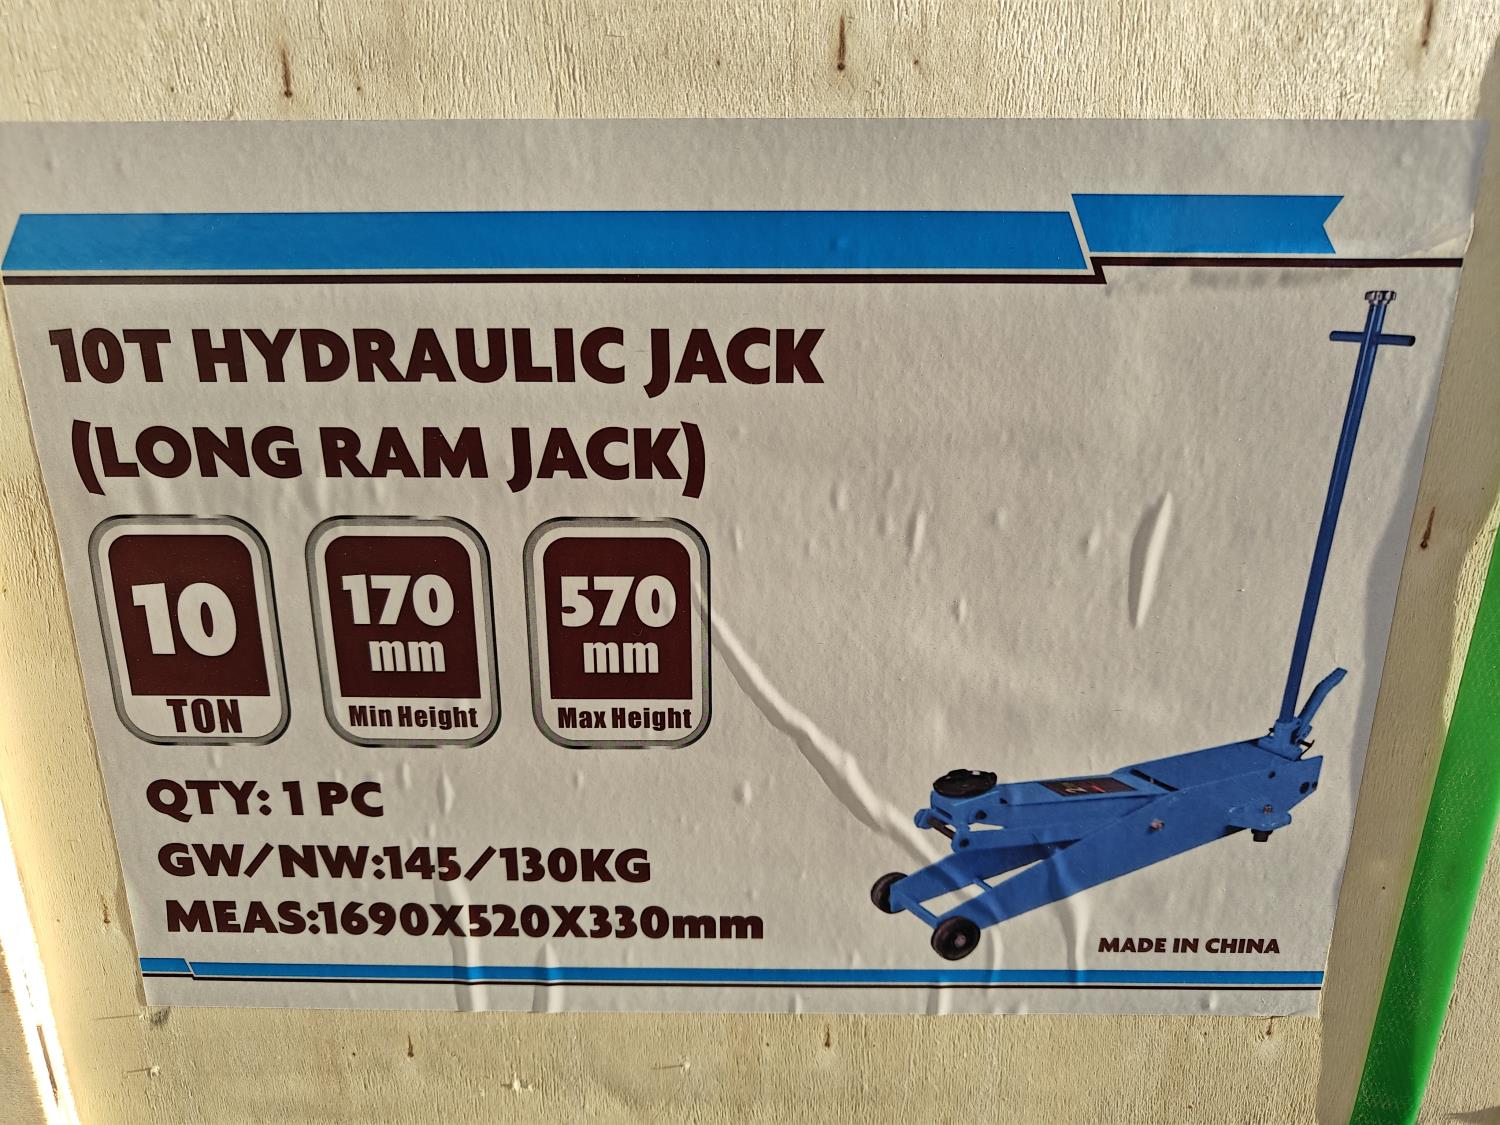 10T HYDRAULIC JACK
(LONG RAM JACK)
10
TON
170
mm
Min Height
570
mm
Max Height
QTY: 1 PC
GW/NW:145/130KG
MEAS:1690X520X330mm
MADE IN CHINA